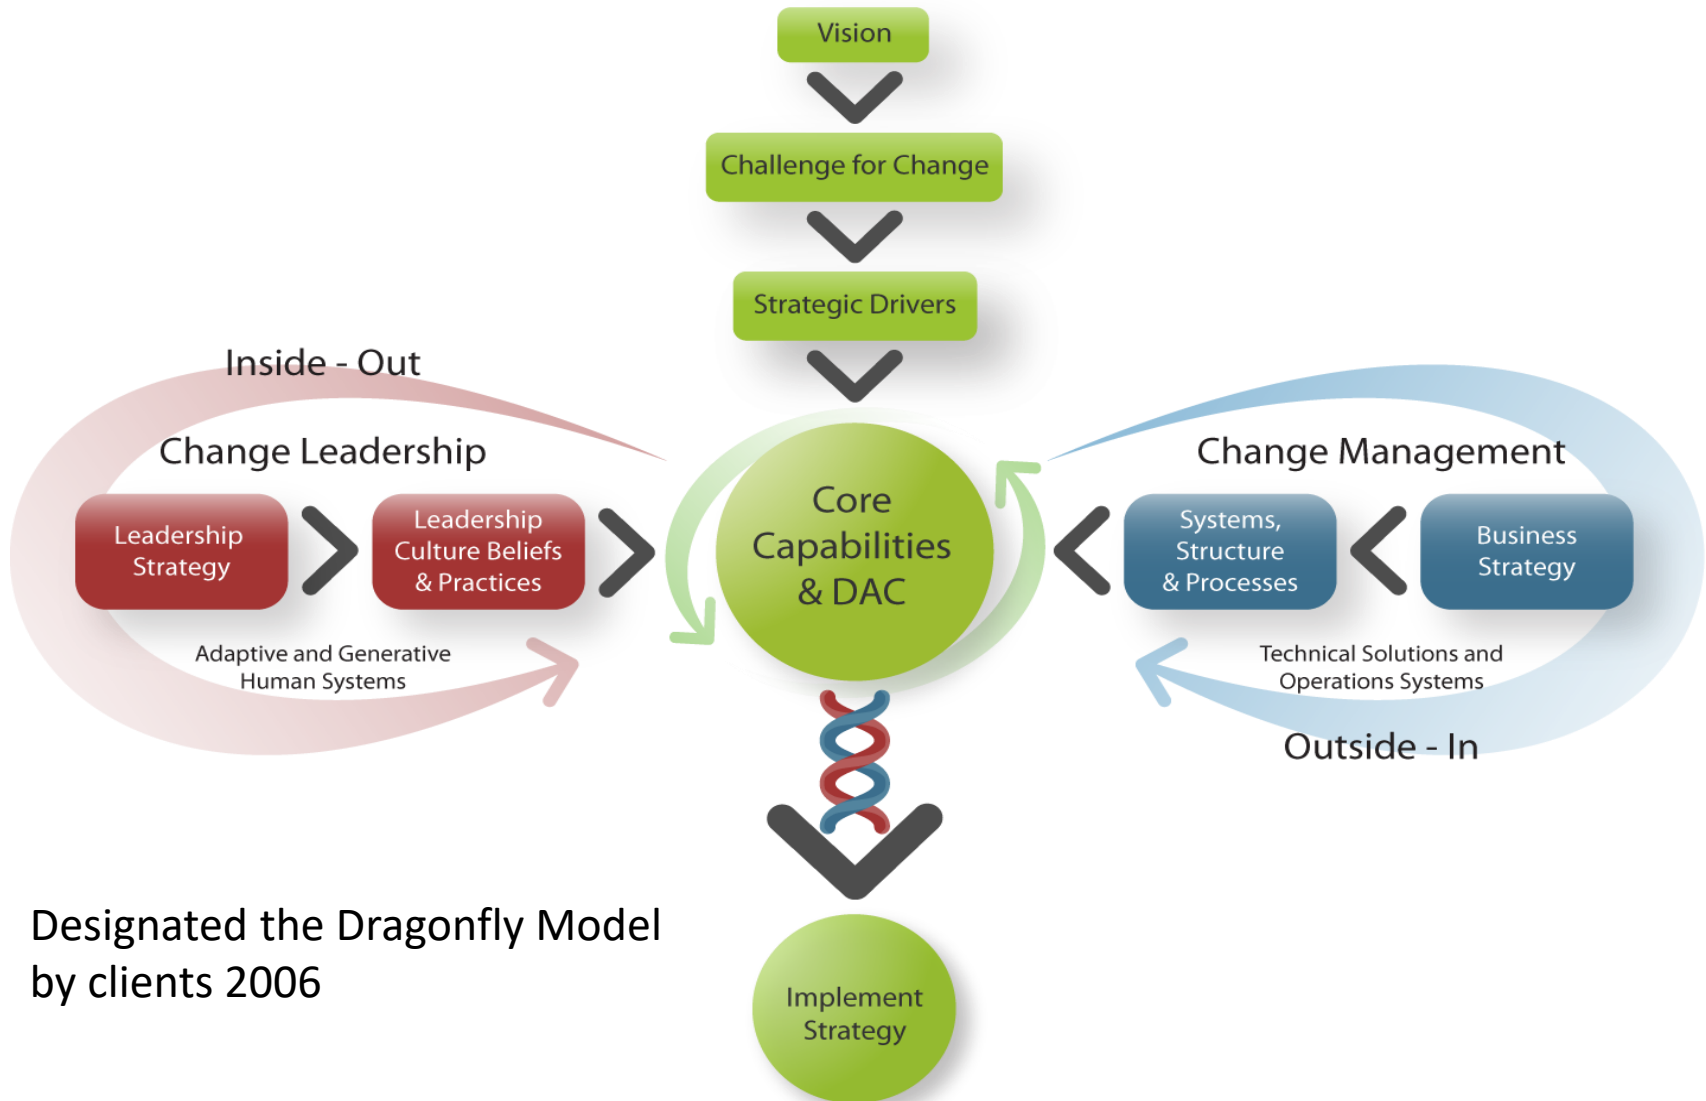 Vision
Challenge for Change
Strategic Drivers
Inside - Out
Change Leadership
Leadership
Strategy
Leadership
Culture Beliefs
& Practices
Adaptive and Generative
Human Systems
Core
Capabilities
& DAC
Change Management
Systems,
Structure
& Processes
Business
Strategy
Technical Solutions and
Operations Systems
Outside - In
Designated the Dragonfly Model
by clients 2006
Implement
Strategy